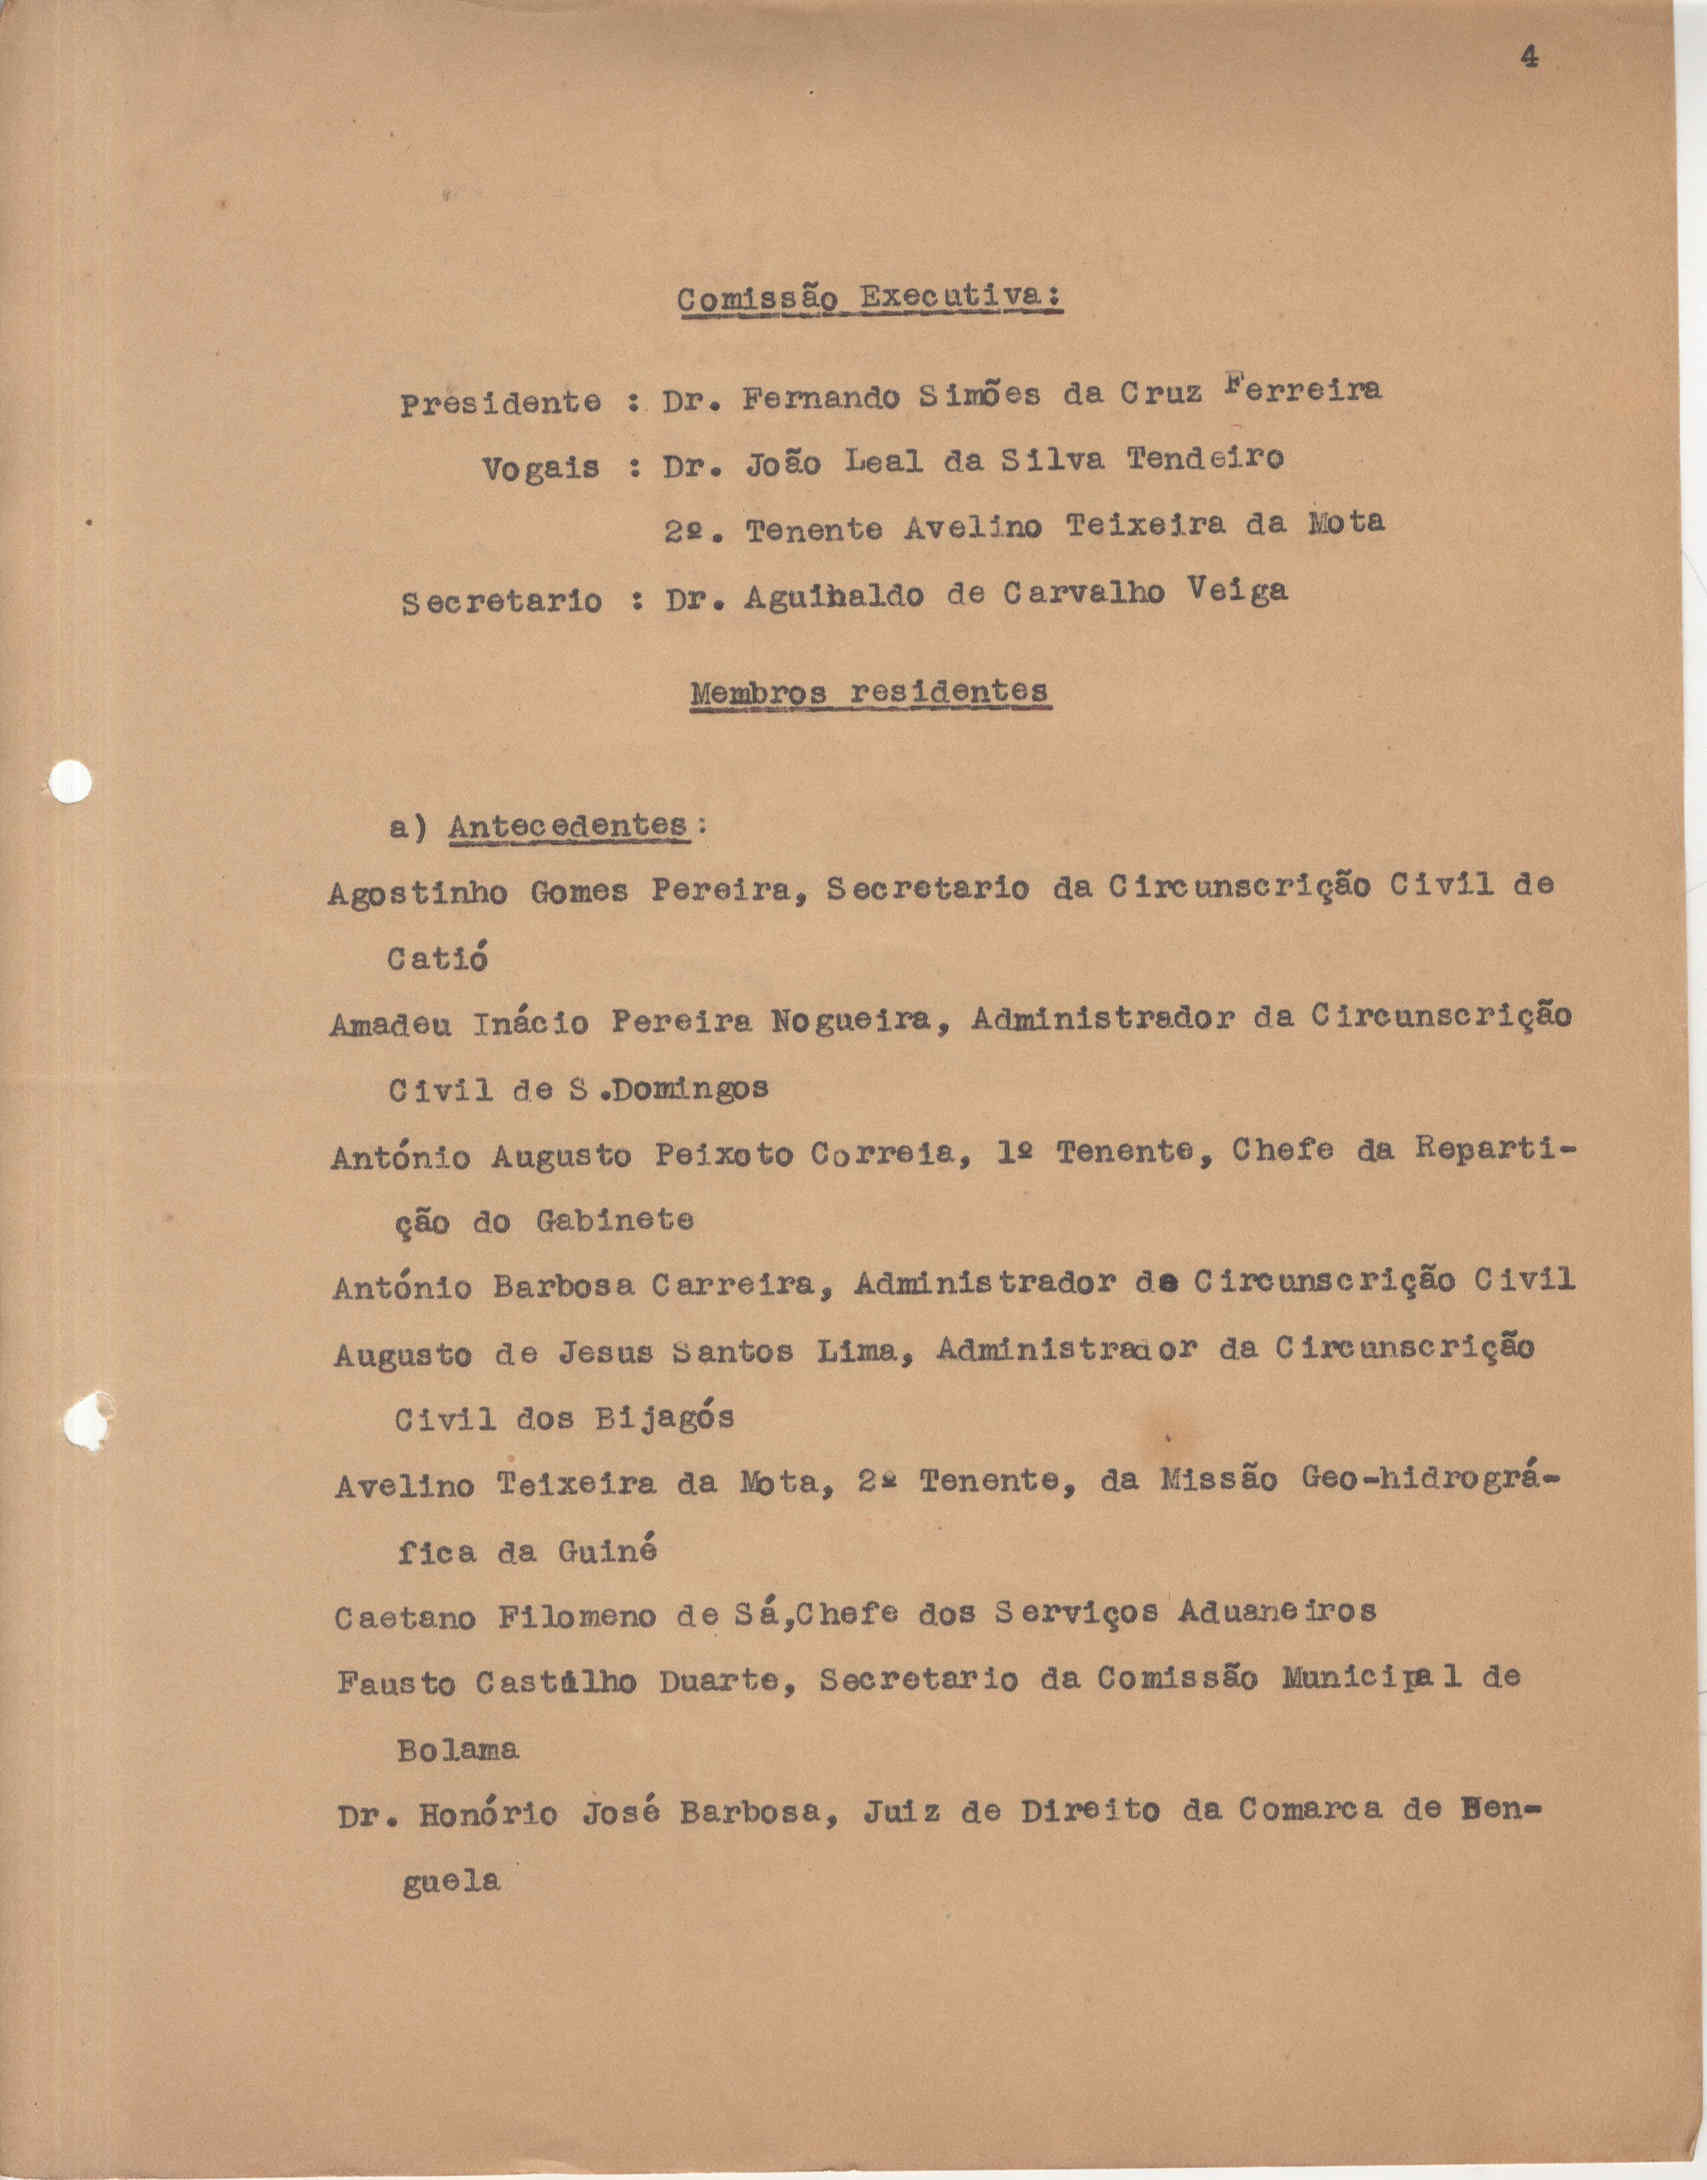 4
Comissão Executiva:
Presidente : Dr. Fernando Simões da Cruz Ferreira
Vogais : Dr. João Leal da Silva Tendeiro
2º. Tenente Avelino Teixeira da Mota
Secretario : Dr. Aguinaldo de Carvalho Veiga
Membros residentes
a) Antecedentes:
Agostinho Gomes Pereira, Secretario da Circunscrição Civil de
Catió
Amadeu Inácio Pereira Nogueira, Administrador da Circunscrição
Civil de S.Domingos
António Augusto Peixoto Correia, 1º Tenente, Chefe da Reparti-
ção do Gabinete
António Barbosa Carreira, Administrador de Circunscrição Civil
Augusto de Jesus Santos Lima, Administrador da Circunscrição
Civil dos Bijagós
Avelino Teixeira da Mota, 2º Tenente, da Missão Geo-hidrográ-
fica da Guiné
Caetano Filomeno de Sá,Chefe dos Serviços Aduaneiros
Fausto Castilho Duarte, Secretario da Comissão Municipal de
Bolama
Dr. Honório José Barbosa, Juiz de Direito da Comarca de Ben-
guela